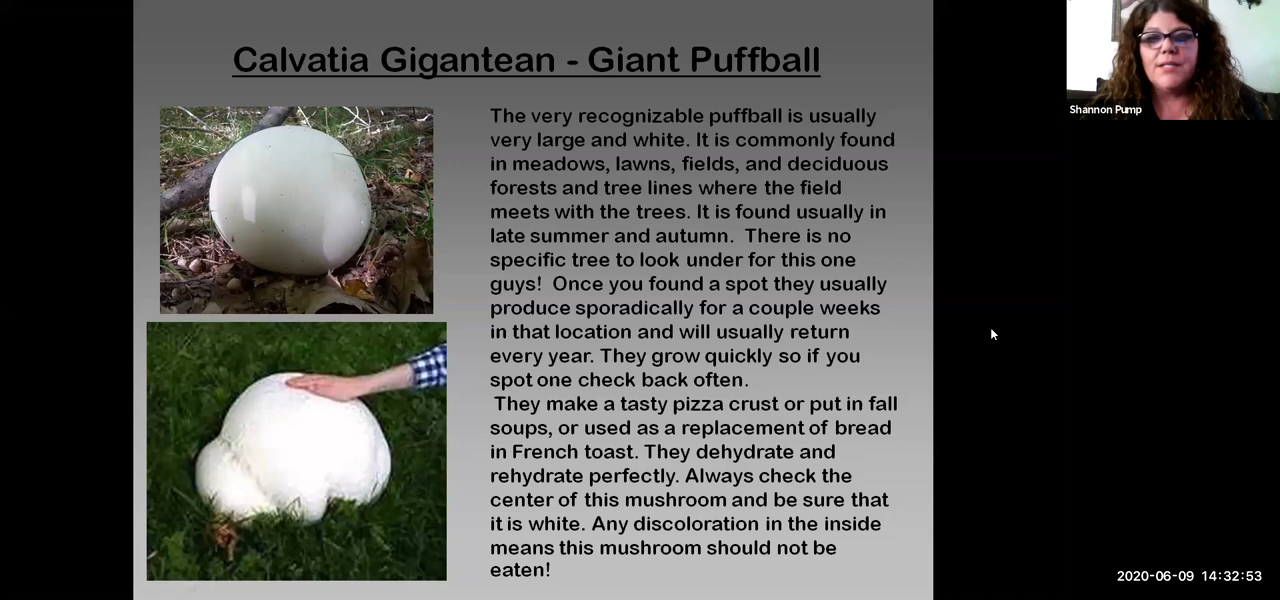 Calvatia Gigantean - Giant Puffball
Shannon Pump
The very recognizable puffball is usually
very large and white. It is commonly found
in meadows, lawns, fields, and deciduous
forests and tree lines where the field
meets with the trees. It is found usually in
late summer and autumn.  There is no
specific tree to look under for this one
guys!  Once you found a spot they usually
produce sporadically for a couple weeks
in that location and will usually return
every year. They grow quickly so if you
spot one check back often.
They make a tasty pizza crust or put in fall
soups, or used as a replacement of bread
in French toast. They dehydrate and
rehydrate perfectly. Always check the
center of this mushroom and be sure that
it is white. Any discoloration in the inside
means this mushroom should not be
eaten!
2020-06-09 14:32:53